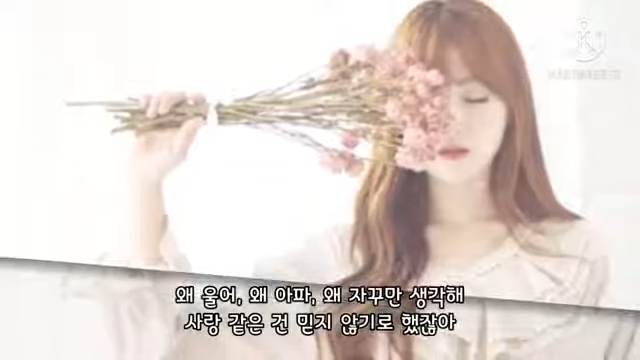 왜 울어, 왜 아파, 왜 자꾸만 생각해
사랑 같은 건 믿지 않기로 했잖아